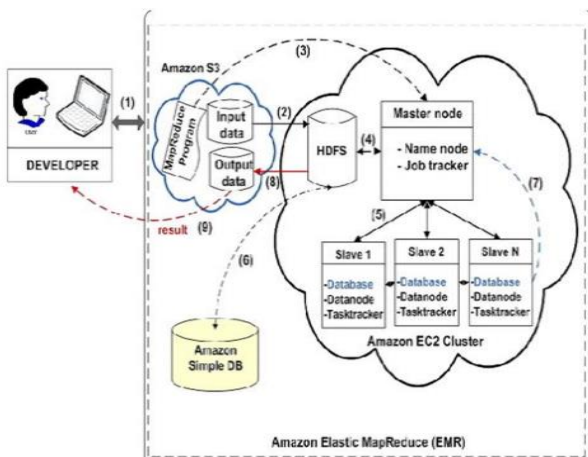 (3)
Amazon S3
(1)
(2)
MapReduce
Program
Input
data
Output
data
HDFS
(4)
Master node
- Name node
- Job tracker
DEVELOPER
(8)
(7)
result
(9)
(5)
(6)
Slave 1
-Database
-Datanode
-Tasktracker
Slave 2
-Database
-Datanode
-Tasktracker
Slave N
-Database
-Datanode
-Tasktracker
Amazon EC2 Cluster
Amazon
Simple DB
Amazon Elastic MapReduce (EMR)